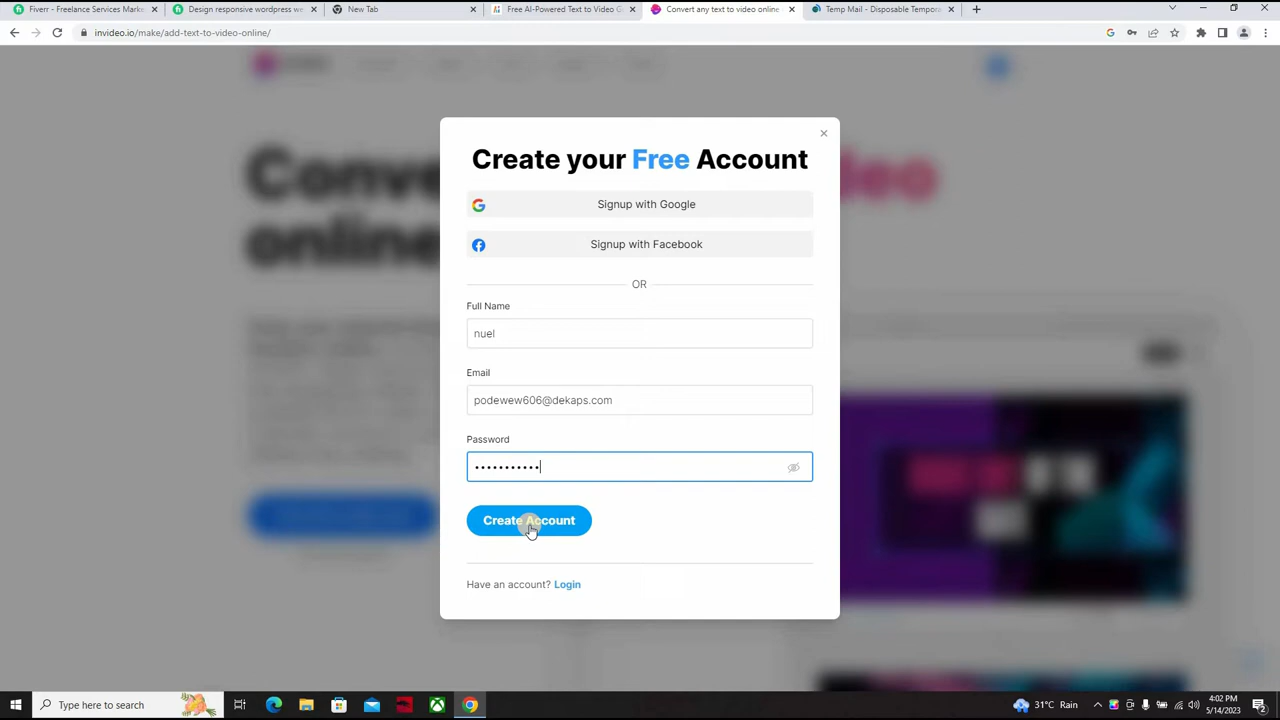 Fiverr - Freelance Services Mark
Design responsive wordpress we
New Tab
Free AI-Powered Text to Video G
Convert any text to video online
Temp Mail - Disposable Tempora
invideo.io/make/add-text-to-video-online/
Create your Free Account
Signup with Google
Signup with Facebook
OR
Full Name
nuel
Email
podewew606@dekaps.com
Password
Create Account
Have an account? Login
Type here to search
31°C Rain
4:02 PM
5/14/2023